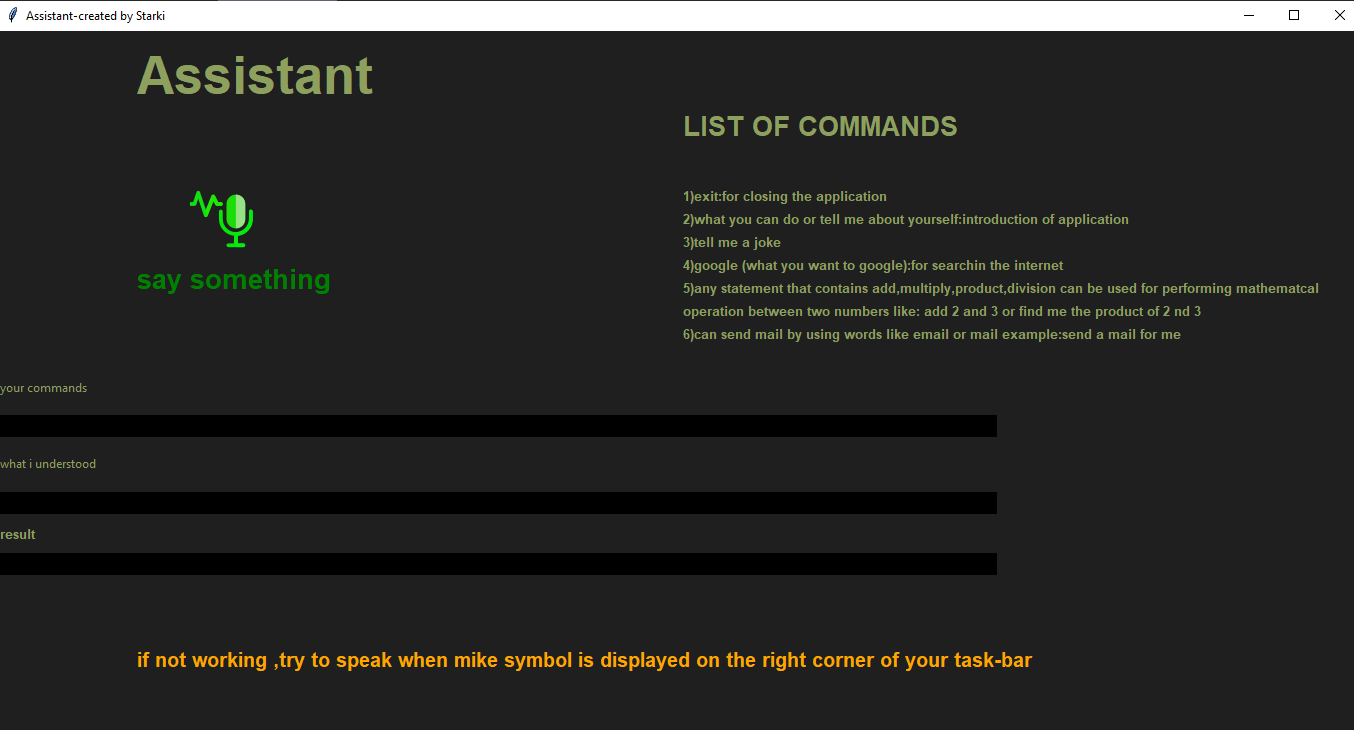 Assistant-created by Starki
Assistant
LIST OF COMMANDS
1)exit:for closing the application
2)what you can do or tell me about yourself:introduction of application
3)tell me a joke
4)google (what you want to google):for searchin the internet
5)any statement that contains add,multiply,product,division can be used for performing mathematcal
operation between two numbers like: add 2 and 3 or find me the product of 2 nd 3
6)can send mail by using words like email or mail example:send a mail for me
say something
your commands
what i understood
result
if not working ,try to speak when mike symbol is displayed on the right corner of your task-bar